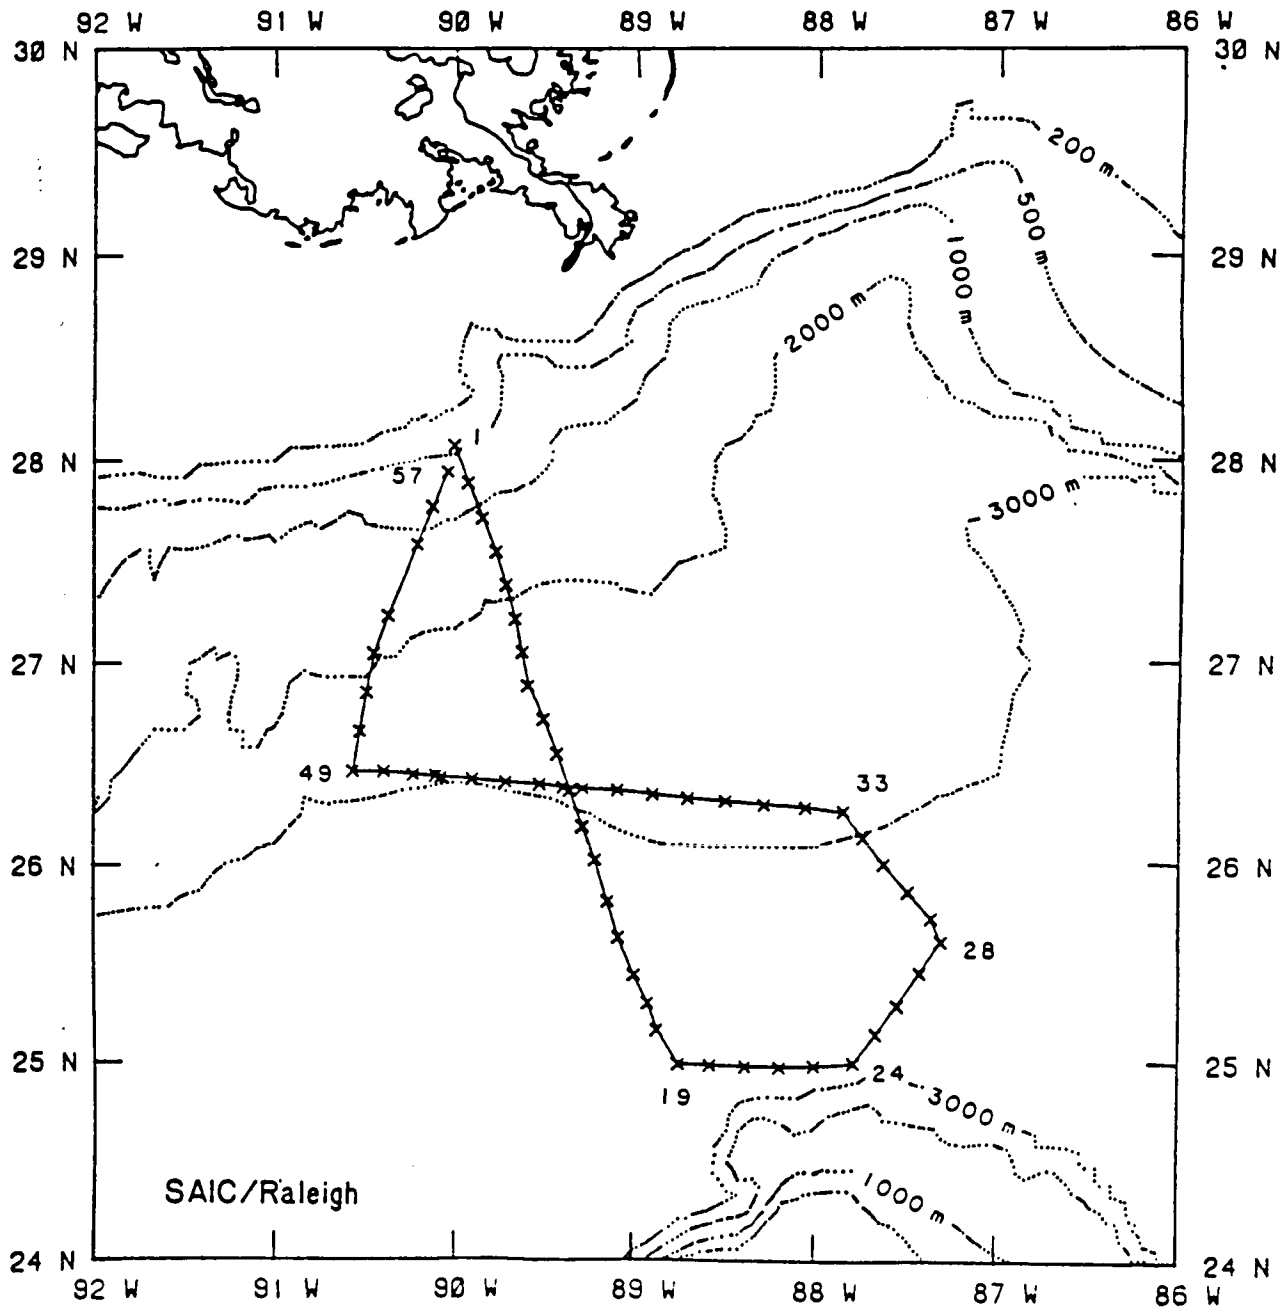 92 W 91 W 90 W 89 W 88 W 87 W 86 W
30 N 30 N
200 m
500 m
29 N 1000 m 29 N
2000 m
1
28 N 57 28 N
3000 m
27 N 27 N
49 33
26 N 26 N
28
25 N 24 25 N
19 3000 m
SAIC/Raleigh 1000 m
24 N 24 N
92 W 91 W 90 W 89 W 88 W 87 W 86 W